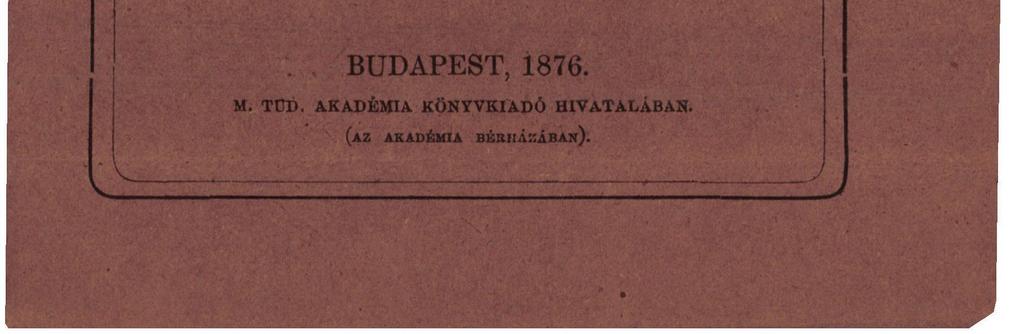 BUDAPEST, 1876.
M. TUD. AKADÉMIA KÖNYVKIADÓ HIVATALÁBAN.
(AZ AKADÉMIA BÉRHÁZÁBAN).